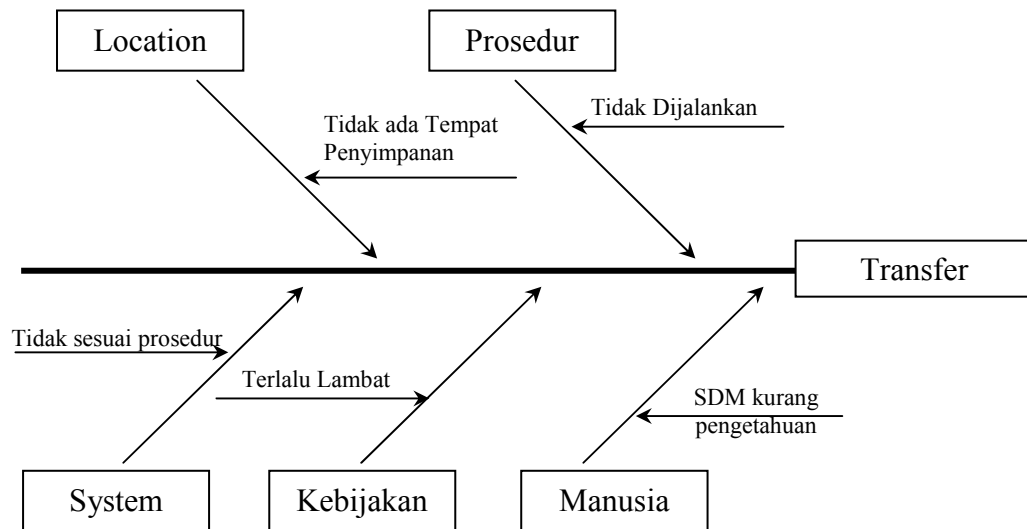 Location
Prosedur
Tidak Dijalankan
Tidak ada Tempat
Penyimpanan
Transfer
Tidak sesuai prosedur
Terlalu Lambat
SDM kurang
pengetahuan
System
Kebijakan
Manusia